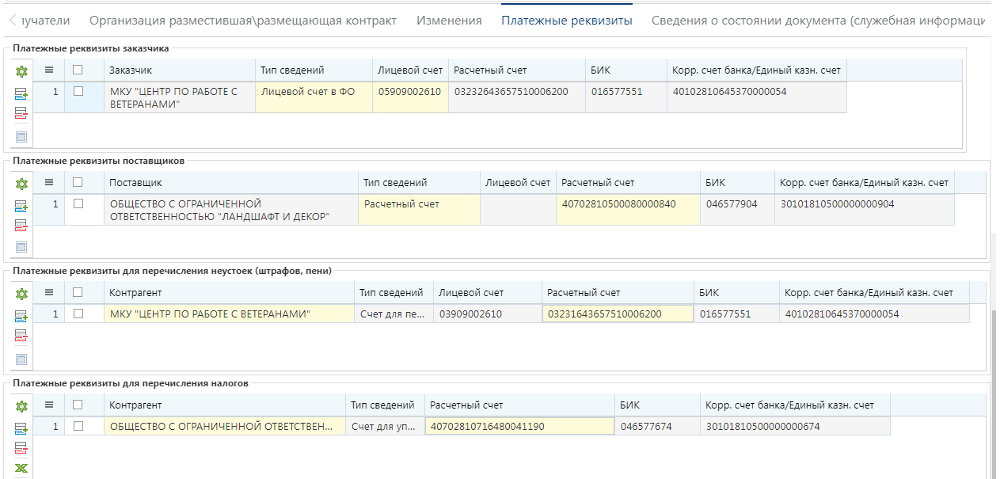 лучатели Организация разместившая\размещающая контракт Изменения Платежные реквизиты Сведения о состоянии документа (служебная информаци
Платежные реквизиты заказчика
Заказчик Тип сведений Лицевой счет Расчетный счет БИК Корр. счет банка/Единый казн. счет
1 МКУ "ЦЕНТР ПО РАБОТЕ С Лицевой счет в ФО 05909002610 03232643657510006200 016577551 40102810645370000054
ВЕТЕРАНАМИ"
Платежные реквизиты поставщиков
Поставщик Тип сведений Лицевой счет Расчетный счет БИК Корр. счет банка/Единый казн. счет
1 ОБЩЕСТВО С ОГРАНИЧЕННОЙ Расчетный счет 40702810500080000840 046577904 30101810500000000904
ОТВЕТСТВЕННОСТЬЮ "ЛАНДШАФТ И ДЕКОР"
Платежные реквизиты для перечисления неустоек (штрафов, пени)
Контрагент Тип сведений Лицевой счет Расчетный счет БИК Корр. счет банка/Единый казн. счет
1 МКУ "ЦЕНТР ПО РАБОТЕ С ВЕТЕРАНАМИ" Счет для пе... 03909002610 03231643657510006200 016577551 40102810645370000054
Платежные реквизиты для перечисления налогов
Контрагент Тип сведений Расчетный счет БИК Корр. счет банка/Единый казн. счет
1 ОБЩЕСТВО С ОГРАНИЧЕННОЙ ОТВЕТСТВЕН... Счет для уп... 40702810716480041190 046577674 30101810500000000674